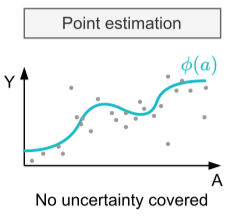 Point estimation
ϕ(a)
Y
A
No uncertainty covered